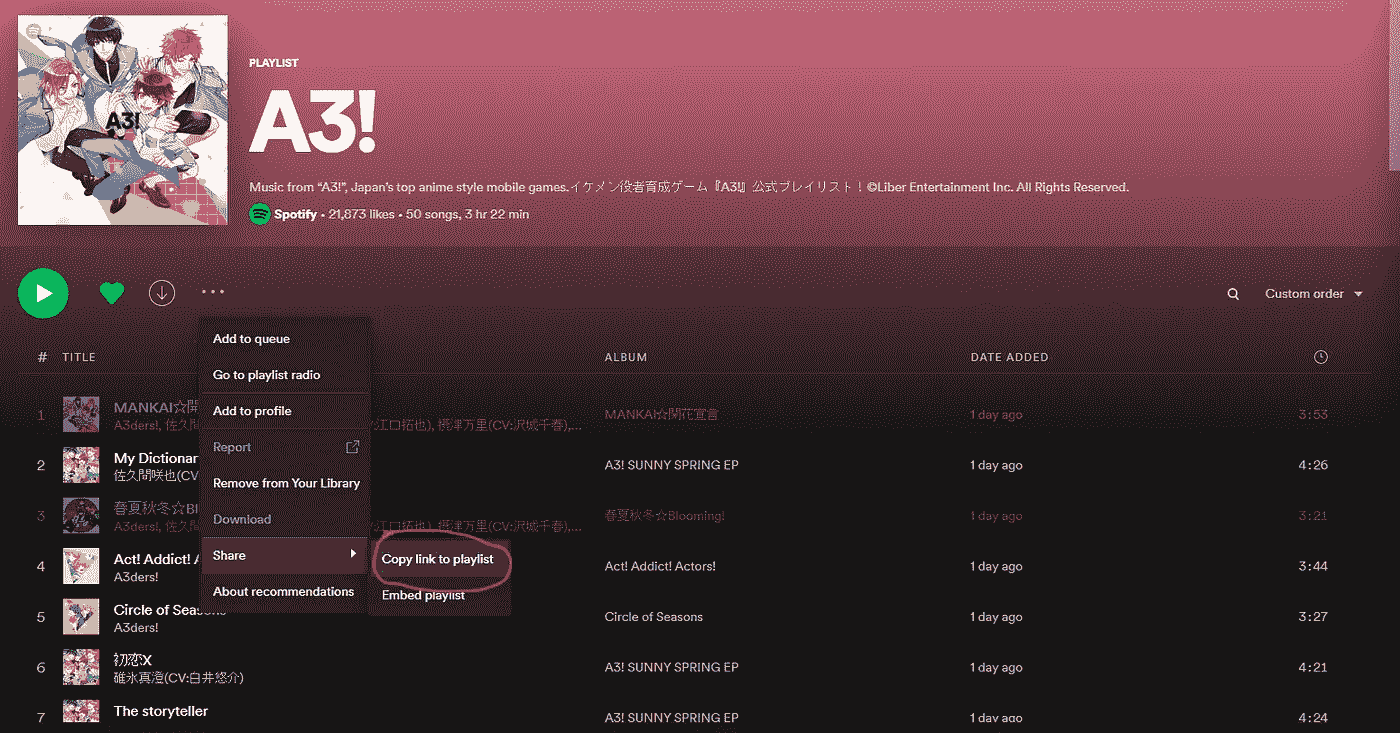 A3!
PLAYLIST
A3!
Music from “A3!”, Japan’s top anime style mobile games.イケメン役者育成ゲーム『A3!』公式プレイリスト！©Liber Entertainment Inc. All Rights Reserved.
Spotify • 21,873 likes • 50 songs, 3 hr 22 min
Custom order
Add to queue
Go to playlist radio
Add to profile
Report
Remove from Your Library
Download
Share
About recommendations
Copy link to playlist
Embed playlist
# TITLE ALBUM DATE ADDED
1 MANKAI☆開 MANKAI☆開花宣言 1 day ago 3:53
A3ders!, 佐久間 江口拓也), 摂津万里(CV:沢城千春),...
2 My Dictionar A3! SUNNY SPRING EP 1 day ago 4:26
佐久間咲也(CV
3 春夏秋冬☆Bl 春夏秋冬☆Blooming! 1 day ago 3:21
A3ders!, 佐久間 江口拓也), 摂津万里(CV:沢城千春),...
4 Act! Addict! A Act! Addict! Actors! 1 day ago 3:44
A3ders!
5 Circle of Seasons Circle of Seasons 1 day ago 3:27
A3ders!
6 初恋X A3! SUNNY SPRING EP 1 day ago 4:21
碓氷真澄(CV:白井悠介)
7 The storyteller A3! SUNNY SPRING EP 1 day ago 4:24